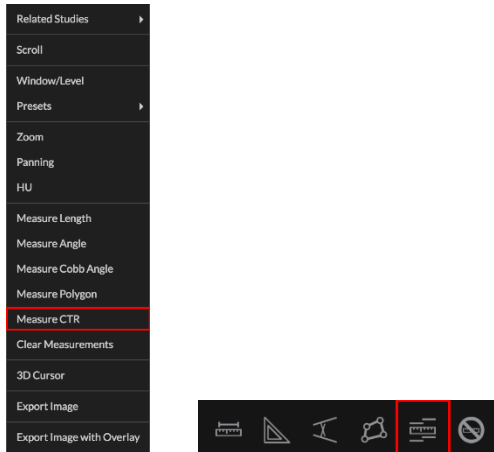 Related Studies
Scroll
Window/Level
Presets
Zoom
Panning
HU
Measure Length
Measure Angle
Measure Cobb Angle
Measure Polygon
Measure CTR
Clear Measurements
3D Cursor
Export Image
Export Image with Overlay